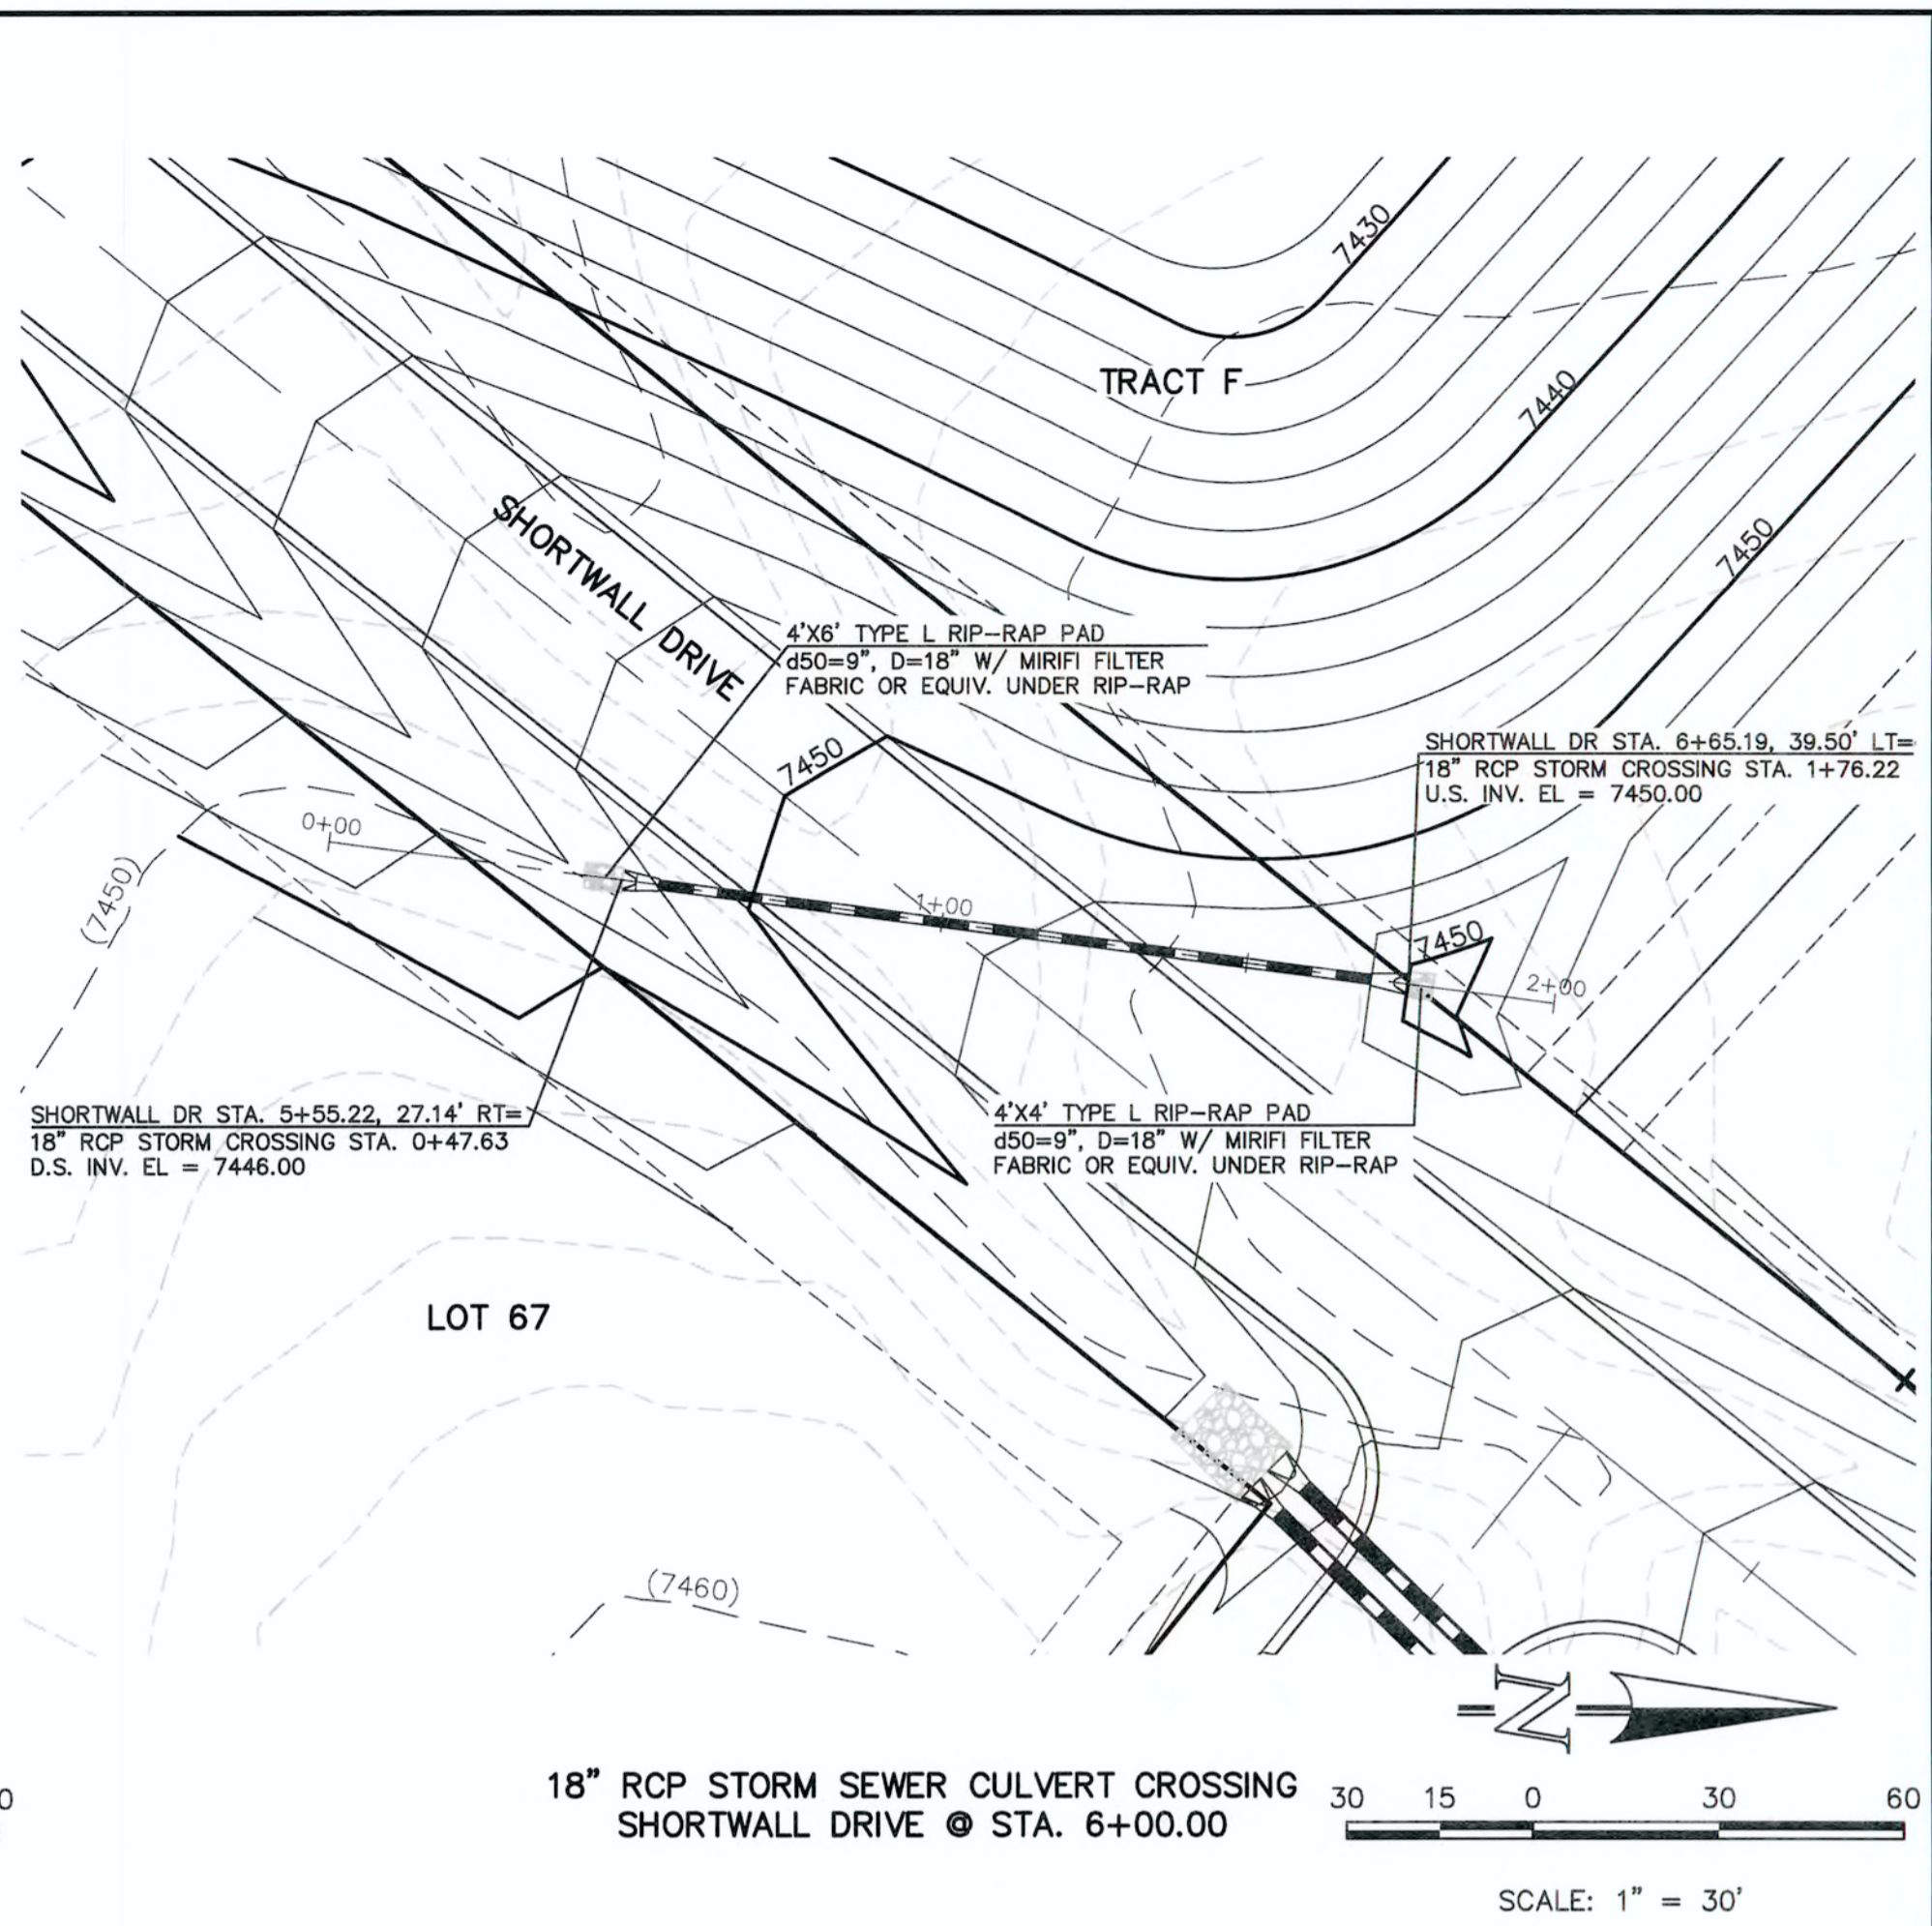 7430
TRACT F
7440
7450
SHORTWALL DRIVE
4'X6' TYPE L RIP-RAP PAD
d50=9", D=18" W/ MIRIFI FILTER
FABRIC OR EQUIV. UNDER RIP-RAP
7450
SHORTWALL DR STA. 6+65.19, 39.50' LT=
18" RCP STORM CROSSING STA. 1+76.22
U.S. INV. EL = 7450.00
0+00
(7450)
1+00
7450
2+00
SHORTWALL DR STA. 5+55.22, 27.14' RT=
18" RCP STORM CROSSING STA. 0+47.63
D.S. INV. EL = 7446.00
4'X4' TYPE L RIP-RAP PAD
d50=9", D=18" W/ MIRIFI FILTER
FABRIC OR EQUIV. UNDER RIP-RAP
LOT 67
(7460)
N
18" RCP STORM SEWER CULVERT CROSSING
SHORTWALL DRIVE @ STA. 6+00.00
30 15 0 30 60
0
SCALE: 1" = 30'